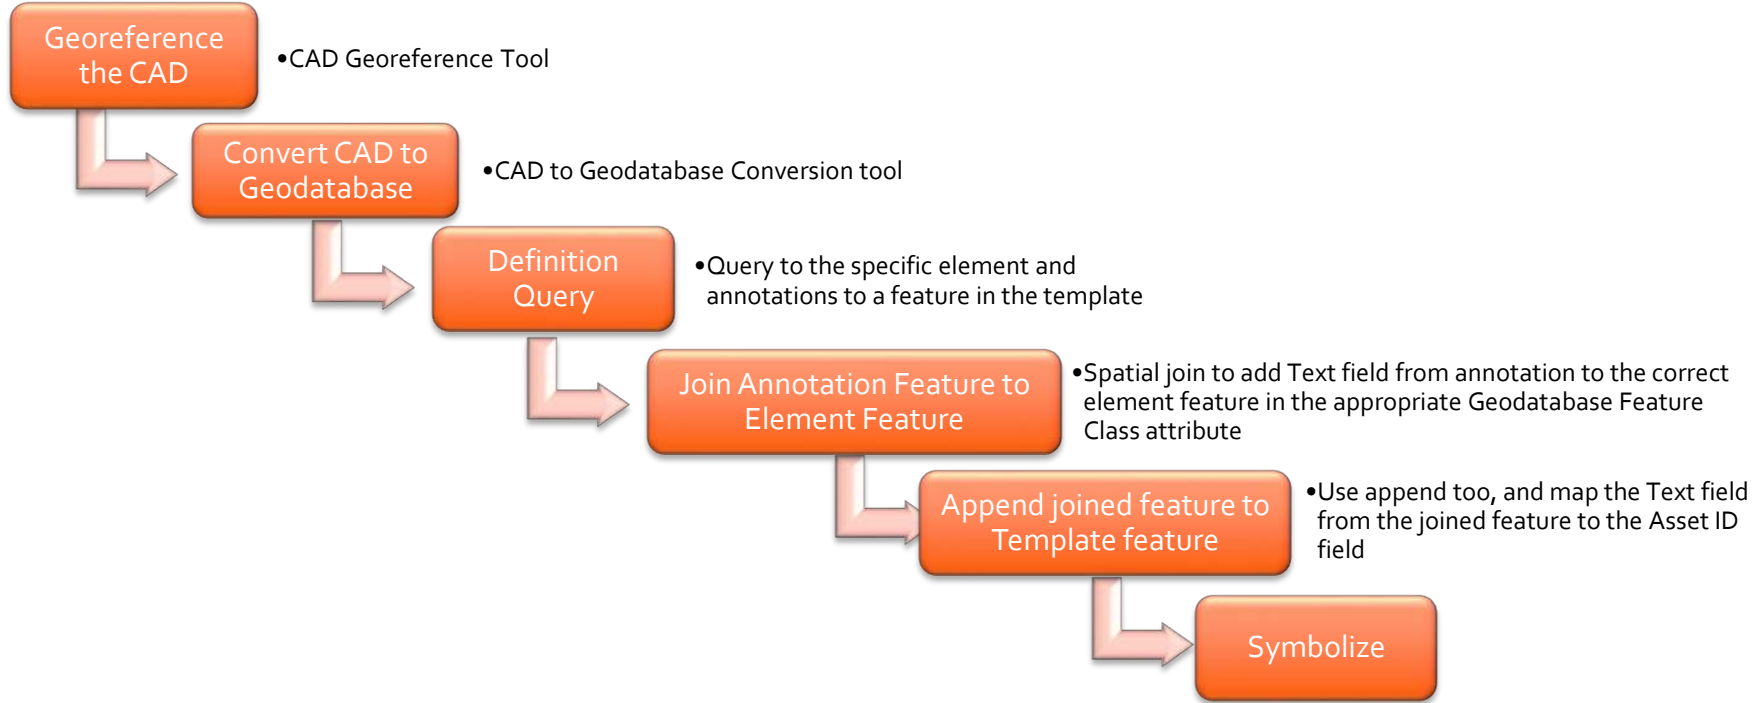 Georeference
the CAD
•CAD Georeference Tool
Convert CAD to
Geodatabase
•CAD to Geodatabase Conversion tool
Definition
Query
•Query to the specific element and
annotations to a feature in the template
Join Annotation Feature to
Element Feature
•Spatial join to add Text field from annotation to the correct
element feature in the appropriate Geodatabase Feature
Class attribute
Append joined feature to
Template feature
•Use append too, and map the Text field
from the joined feature to the Asset ID
field
Symbolize